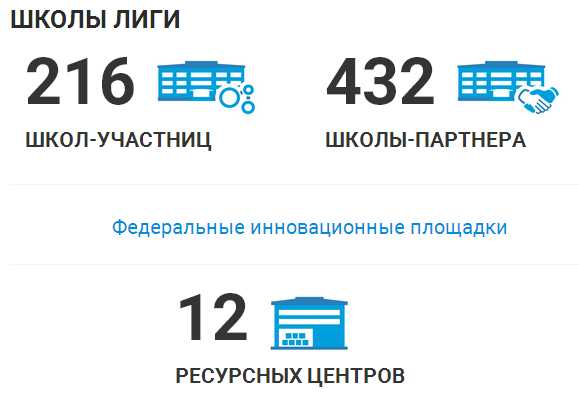 ШКОЛЫ ЛИГИ
216
432
ШКОЛ-УЧАСТНИЦ
ШКОЛЫ-ПАРТНЕРА
Федеральные инновационные площадки
12
РЕСУРСНЫХ ЦЕНТРОВ